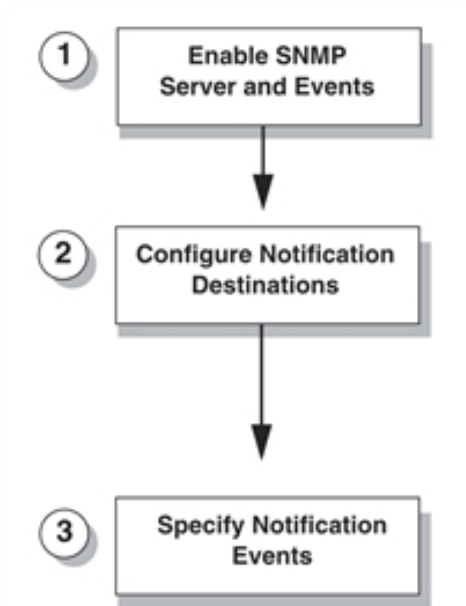 1
Enable SNMP
Server and Events
2
Configure Notification
Destinations
3
Specify Notification
Events